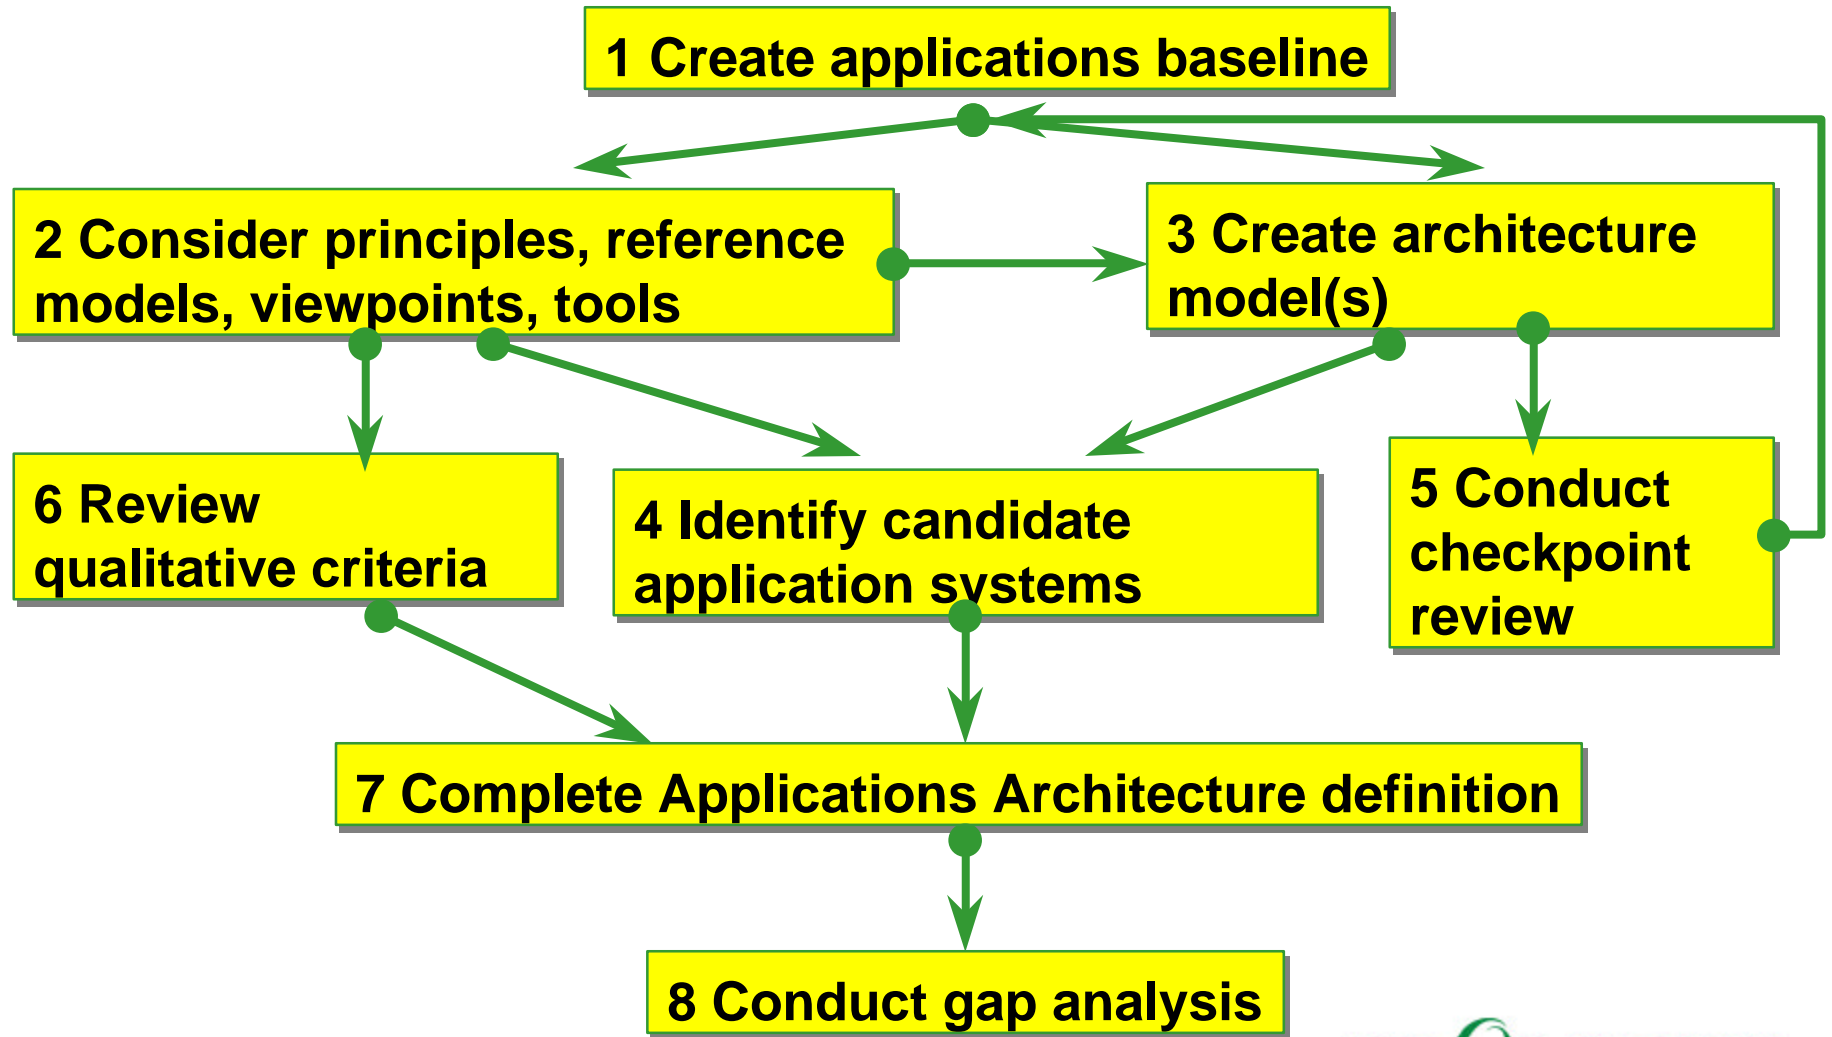 1 Create applications baseline
2 Consider principles, reference
models, viewpoints, tools
3 Create architecture
model(s)
6 Review
qualitative criteria
4 Identify candidate
application systems
5 Conduct
checkpoint
review
7 Complete Applications Architecture definition
8 Conduct gap analysis